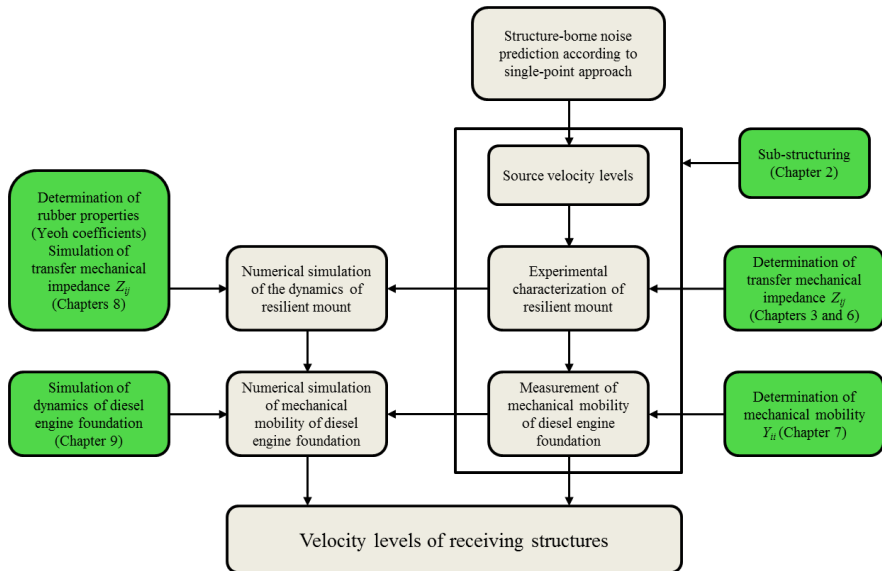 Structure-borne noise
prediction according to
single-point approach
Sub-structuring
(Chapter 2)
Source velocity levels
Determination of
rubber properties
(Yeoh coefficients)
Simulation of
transfer mechanical
impedance Zij
(Chapters 8)
Numerical simulation
of the dynamics of
resilient mount
Experimental
characterization of
resilient mount
Determination of
transfer mechanical
impedance Zij
(Chapters 3 and 6)
Simulation of
dynamics of diesel
engine foundation
(Chapter 9)
Numerical simulation
of mechanical
mobility of diesel
engine foundation
Measurement of
mechanical mobility
of diesel engine
foundation
Determination of
mechanical mobility
Yii (Chapter 7)
Velocity levels of receiving structures